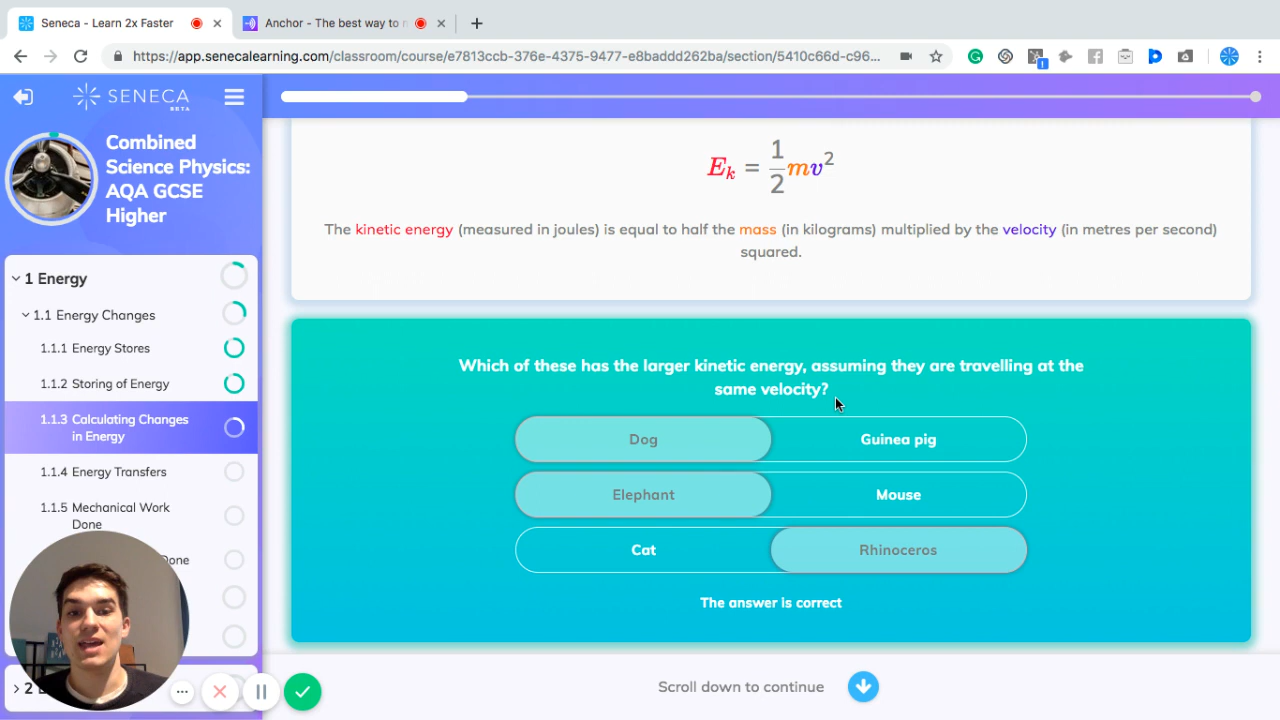 Seneca - Learn 2x Faster
Anchor - The best way to
https://app.senecalearning.com/classroom/course/e7813ccb-376e-4375-9477-e8baddd262ba/section/5410c66d-c96...
1
SENECA
BETA
Combined
Science Physics:
AQA GCSE
Higher
1 Energy
1.1 Energy Changes
1.1.1 Energy Stores
1.1.2 Storing of Energy
1.1.3 Calculating Changes
in Energy
1.1.4 Energy Transfers
1.1.5 Mechanical Work
Done
Done
2
Eₖ = 1/2 mv²
The kinetic energy (measured in joules) is equal to half the mass (in kilograms) multiplied by the velocity (in metres per second)
squared.
Which of these has the larger kinetic energy, assuming they are travelling at the
same velocity?
Dog Guinea pig
Elephant Mouse
Cat Rhinoceros
The answer is correct
Scroll down to continue